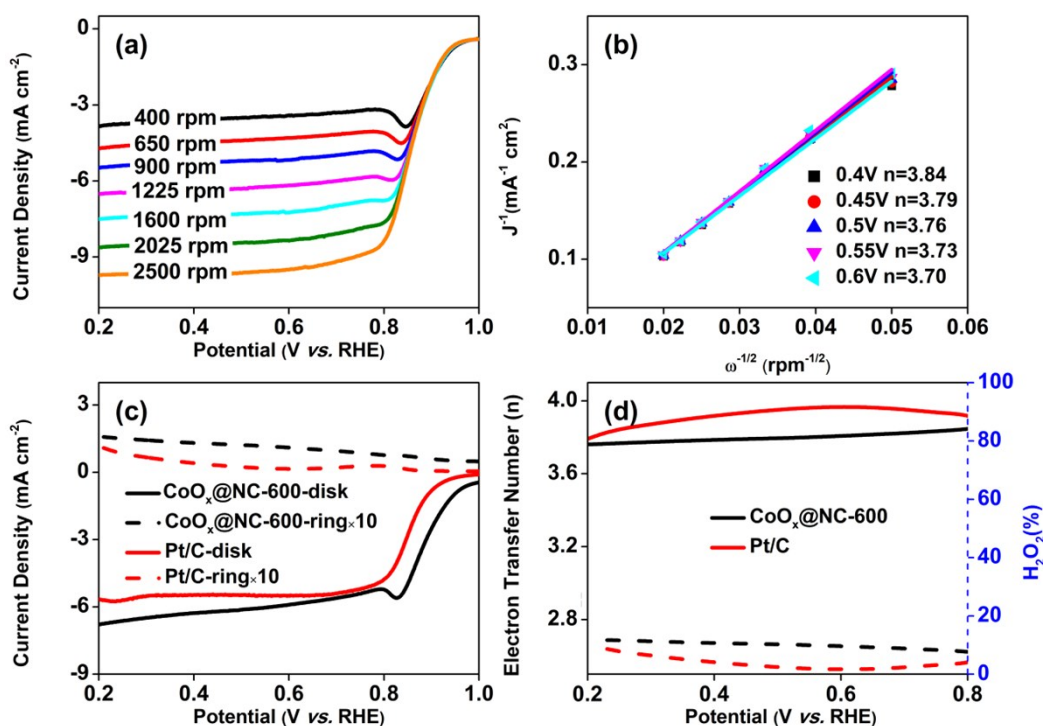 (a)
Current Density (mA cm-2)
0
-3
-6
-9
400 rpm
650 rpm
900 rpm
1225 rpm
1600 rpm
2025 rpm
2500 rpm
0.2 0.4 0.6 0.8 1.0
Potential (V vs. RHE)
(b)
J-1(mA-1 cm2)
0.3
0.2
0.1
0.4V n=3.84
0.45V n=3.79
0.5V n=3.76
0.55V n=3.73
0.6V n=3.70
0.01 0.02 0.03 0.04 0.05 0.06
ω-1/2 (rpm-1/2)
(c)
Current Density (mA cm-2)
3
0
-3
-6
-9
CoOx@NC-600-disk
CoOx@NC-600-ring×10
Pt/C-disk
Pt/C-ring×10
0.2 0.4 0.6 0.8 1.0
Potential (V vs. RHE)
(d)
Electron Transfer Number (n)
4.0
3.6
3.2
2.8
CoOx@NC-600
Pt/C
0.2 0.4 0.6 0.8
Potential (V vs. RHE)
100
80
60
40
20
0
H2O2(%)